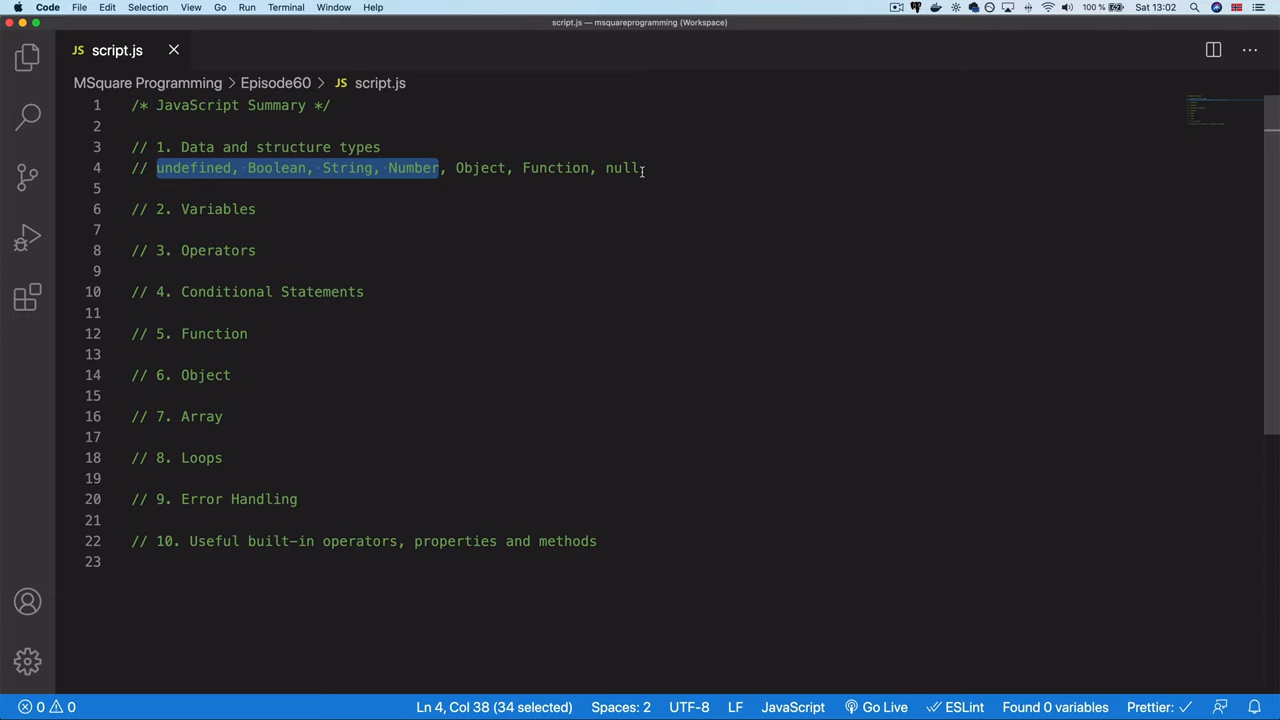 Code File Edit Selection View Go Run Terminal Window Help 100 % Sat 13:02
script.js — msquareprogramming (Workspace)
JS script.js
MSquare Programming > Episode60 > JS script.js
1 /* JavaScript Summary */
2
3 // 1. Data and structure types
4 // undefined, Boolean, String, Number, Object, Function, null
5
6 // 2. Variables
7
8 // 3. Operators
9
10 // 4. Conditional Statements
11
12 // 5. Function
13
14 // 6. Object
15
16 // 7. Array
17
18 // 8. Loops
19
20 // 9. Error Handling
21
22 // 10. Useful built-in operators, properties and methods
23
0 0 Ln 4, Col 38 (34 selected) Spaces: 2 UTF-8 LF JavaScript Go Live ESLint Found 0 variables Prettier: ✓